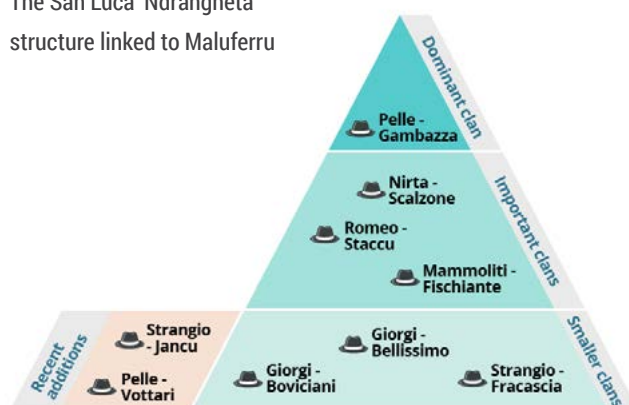 The San Luca 'Ndrangheta
structure linked to Maluferru
Dominant clan
Pelle -
Gambazza
Important clans
Nirta -
Scalzone
Romeo -
Staccu
Mammoliti -
Fischiante
Smaller clans
Giorgi -
Bellissimo
Giorgi -
Boviciani
Strangio -
Fracascia
Recent
additions
Strangio
- Jancu
Pelle -
Vottari